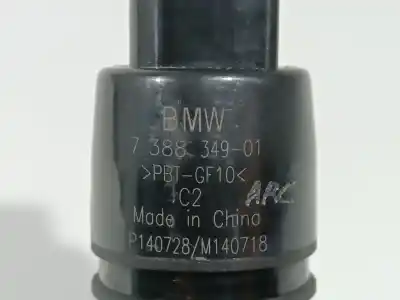 BMW
7 388 349-01
>PBT-GF10<
C2
ARC
Made in China
P140728/M140718